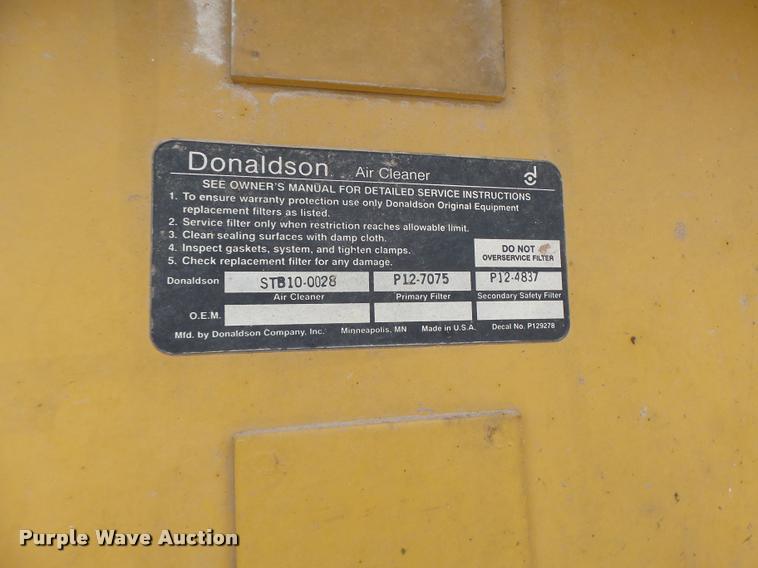 Donaldson. Air Cleaner
SEE OWNER'S MANUAL FOR DETAILED SERVICE INSTRUCTIONS
1. To ensure warranty protection use only Donaldson Original Equipment
replacement filters as listed.
2. Service filter only when restriction reaches allowable limit.
3. Clean sealing surfaces with damp cloth.
4. Inspect gaskets, system, and tighten clamps.
5. Check replacement filter for any damage.
DO NOT
OVERSERVICE FILTER
Donaldson STB10-0028 P12-7075 P12-4837
Air Cleaner Primary Filter Secondary Safety Filter
O.E.M.
Mfd. by Donaldson Company, Inc. Minneapolis, MN Made in U.S.A. Decal No. P129278
Purple Wave Auction